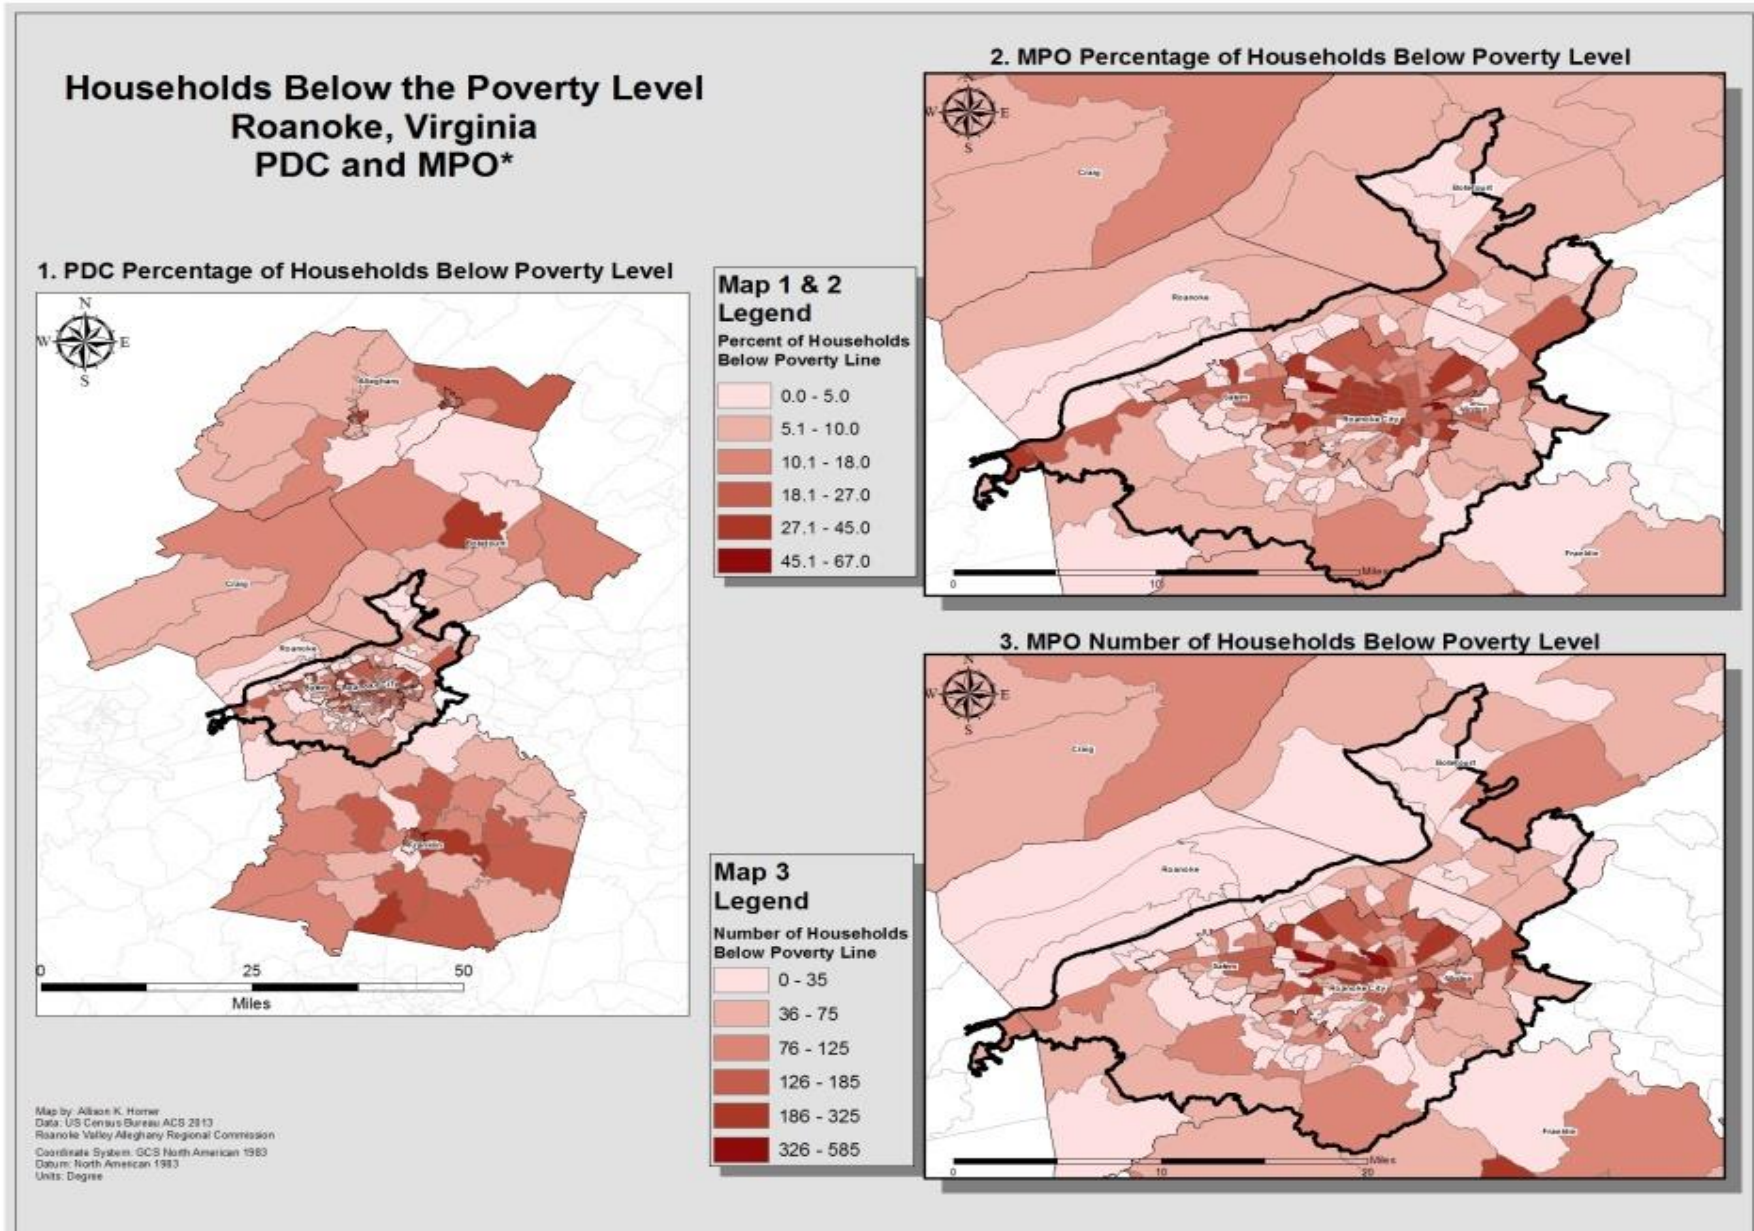 Households Below the Poverty Level
Roanoke, Virginia
PDC and MPO*
1. PDC Percentage of Households Below Poverty Level
N
W
E
S
Alleghany
Botetourt
Craig
Roanoke
Salem
Roanoke City
Franklin
0 25 50
Miles
Map by: Allison K. Homer
Data: US Census Bureau ACS 2013
Roanoke Valley Alleghany Regional Commission
Coordinate System: GCS North American 1983
Datum: North American 1983
Units: Degree
Map 1 & 2
Legend
Percent of Households
Below Poverty Line
0.0 - 5.0
5.1 - 10.0
10.1 - 18.0
18.1 - 27.0
27.1 - 45.0
45.1 - 67.0
Map 3
Legend
Number of Households
Below Poverty Line
0 - 35
36 - 75
76 - 125
126 - 185
186 - 325
326 - 585
2. MPO Percentage of Households Below Poverty Level
N
W
E
S
Craig
Botetourt
Roanoke
Salem
Roanoke City
Vinton
Franklin
0 10 Miles
3. MPO Number of Households Below Poverty Level
N
W
E
S
Craig
Botetourt
Roanoke
Salem
Roanoke City
Vinton
Franklin
0 10 20 Miles